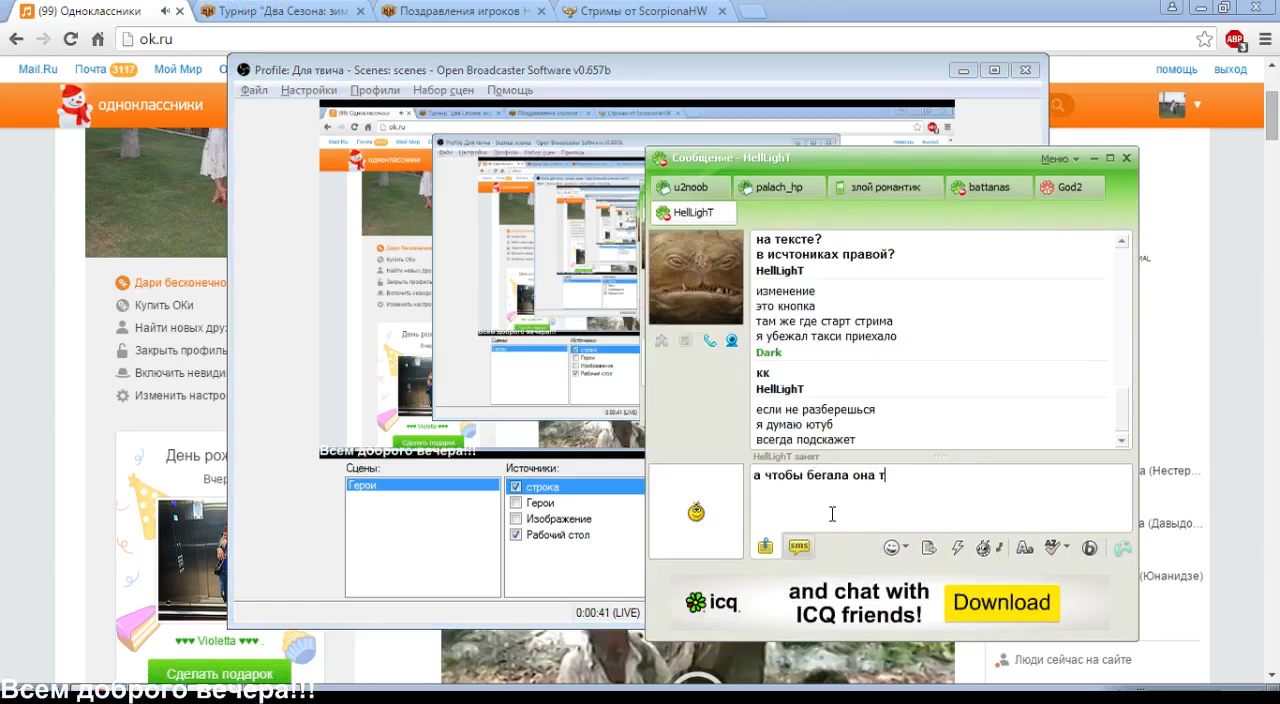 (99) Одноклассники
Турнир "Два Сезона: зим
Поздравления игроков Н
Стримы от ScorpionaHW
ok.ru
ABP
3
Mail.Ru
Почта 3117
Мой Мир
помощь
выход
одноклассники
Profile: Для твича - Scenes: scenes - Open Broadcaster Software v0.657b
Файл Настройки Профили Набор сцен Помощь
Дари бесконечно
Купить ОКи
Найти новых дру
Закрыть профиль
Включить невиди
Изменить настро
День рож
Вчер
♥♥♥ Violetta ♥♥♥ .
Сделать подарок
Всем доброго вечера!!!
Всем доброго вечера!!!
Сцены:
Герои
Источники:
строка
Герои
Изображение
Рабочий стол
0:00:41 (LIVE)
Сообщение - HellLighT
Меню
u2noob
palach_hp
злой романтик
battanas
God2
HellLighT
на тексте?
в исчтониках правой?
HellLighT
изменение
это кнопка
там же где старт стрима
я убежал такси приехало
Dark
кк
HellLighT
если не разберешься
я думаю ютуб
всегда подскажет
HellLighT занят
а чтобы бегала она т
SMS
icq
and chat with
ICQ friends!
Download
а (Нестер...
а (Давыдо...
(Юнанидзе)
Люди сейчас на сайте